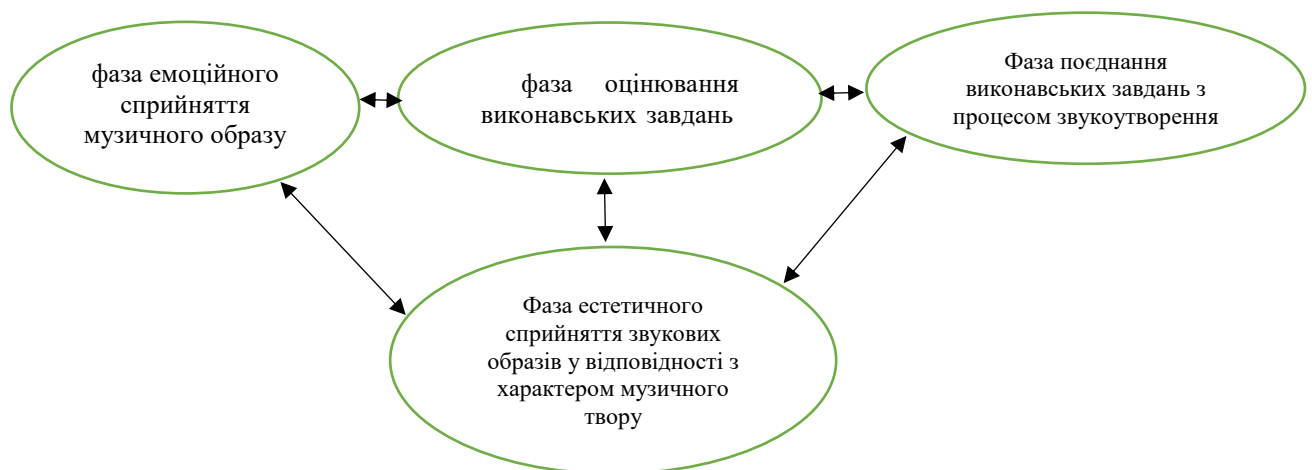 фаза емоційного
сприйняття
музичного образу
фаза оцінювання
виконавських завдань
Фаза поєднання
виконавських завдань з
процесом звукоутворення
Фаза естетичного
сприйняття звукових
образів у відповідності з
характером музичного
твору